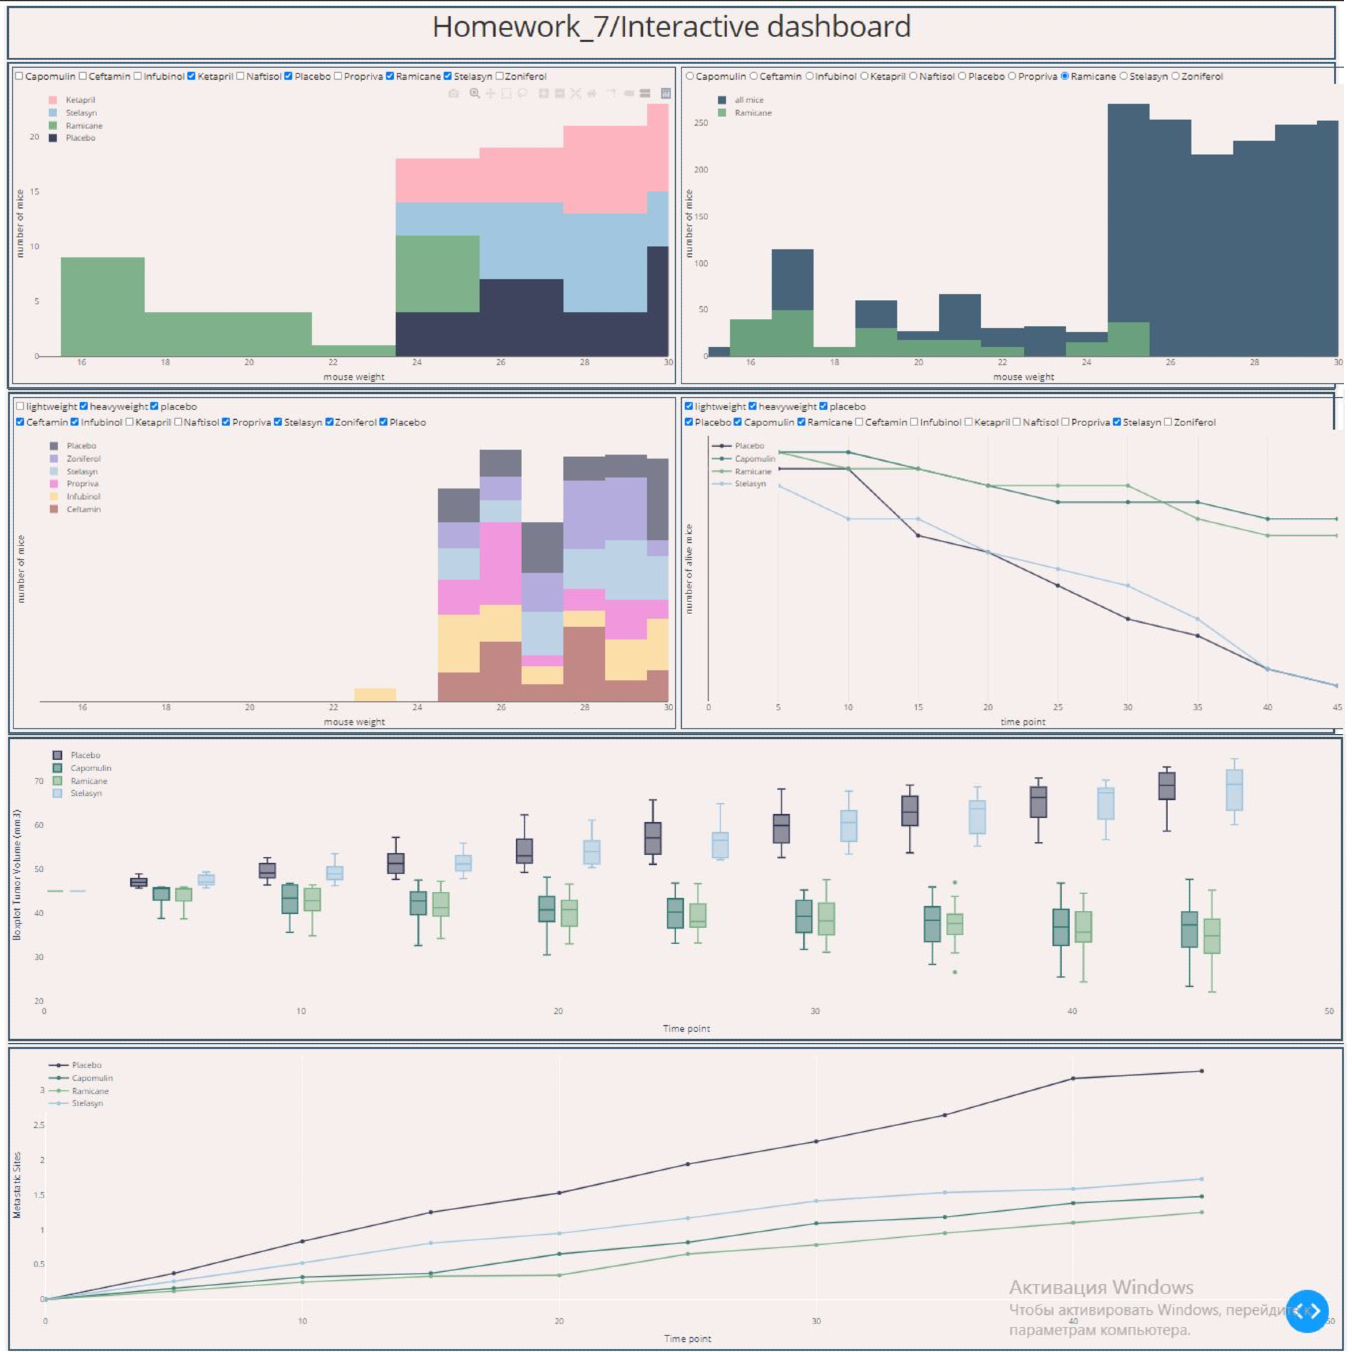 Homework_7/Interactive dashboard
Capomulin Ceftamin Infubinol Ketapril Naftisol Placebo Propriva Ramicane Stelasyn Zoniferol
Ketapril
Stelasyn
Ramicane
Placebo
number of mice
20
15
10
5
0
16 18 20 22 24 26 28 30
mouse weight
Capomulin Ceftamin Infubinol Ketapril Naftisol Placebo Propriva Ramicane Stelasyn Zoniferol
all mice
Ramicane
number of mice
250
200
150
100
50
0
16 18 20 22 24 26 28 30
mouse weight
lightweight heavyweight placebo
Ceftamin Infubinol Ketapril Naftisol Propriva Stelasyn Zoniferol Placebo
Placebo
Zoniferol
Stelasyn
Propriva
Infubinol
Ceftamin
number of mice
16 18 20 22 24 26 28 30
mouse weight
lightweight heavyweight placebo
Placebo Capomulin Ramicane Ceftamin Infubinol Ketapril Naftisol Propriva Stelasyn Zoniferol
Placebo
Capomulin
Ramicane
Stelasyn
number of alive mice
0 5 10 15 20 25 30 35 40 45
time point
Placebo
Capomulin
Ramicane
Stelasyn
Boxplot Tumor Volume (mm3)
70
60
50
40
30
20
0 10 20 30 40 50
Time point
Placebo
Capomulin
Ramicane
Stelasyn
Metastatic Sites
3
2.5
2
1.5
1
0.5
0
0 10 20 30 40 50
Time point
Активация Windows
Чтобы активировать Windows, перейдите к
параметрам компьютера.